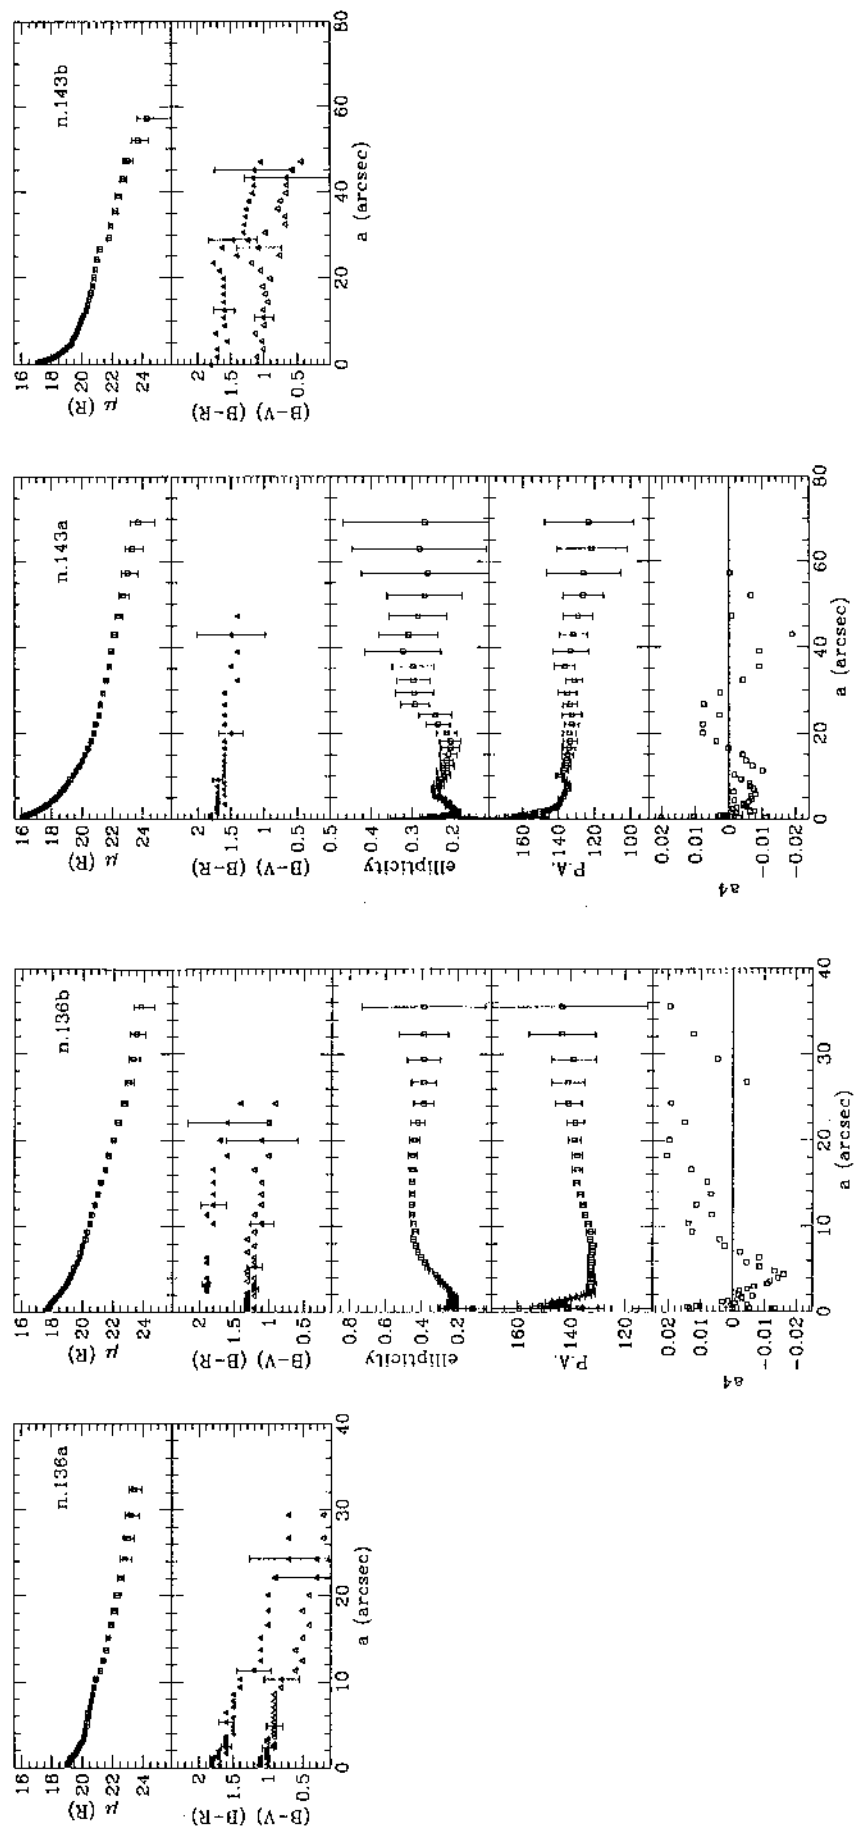 n.136a
16
18
20
22
24
μ (R)
2
1.5
1
0.5
(B-V) (B-R)
0 10 20 30 40
a (arcsec)
n.136b
16
18
20
22
24
μ (R)
2
1.5
1
0.5
(B-V) (B-R)
0.8
0.6
0.4
0.2
ellipticity
160
140
120
P.A.
0.02
0.01
0
-0.01
-0.02
a4
0 10 20 30 40
a (arcsec)
n.143a
16
18
20
22
24
μ (R)
2
1.5
1
0.5
(B-V) (B-R)
0.4
0.3
0.2
ellipticity
160
140
120
100
P.A.
0.02
0.01
0
-0.01
-0.02
a4
0 20 40 60 80
a (arcsec)
n.143b
16
18
20
22
24
μ (R)
2
1.5
1
0.5
(B-V) (B-R)
0 20 40 60 80
a (arcsec)